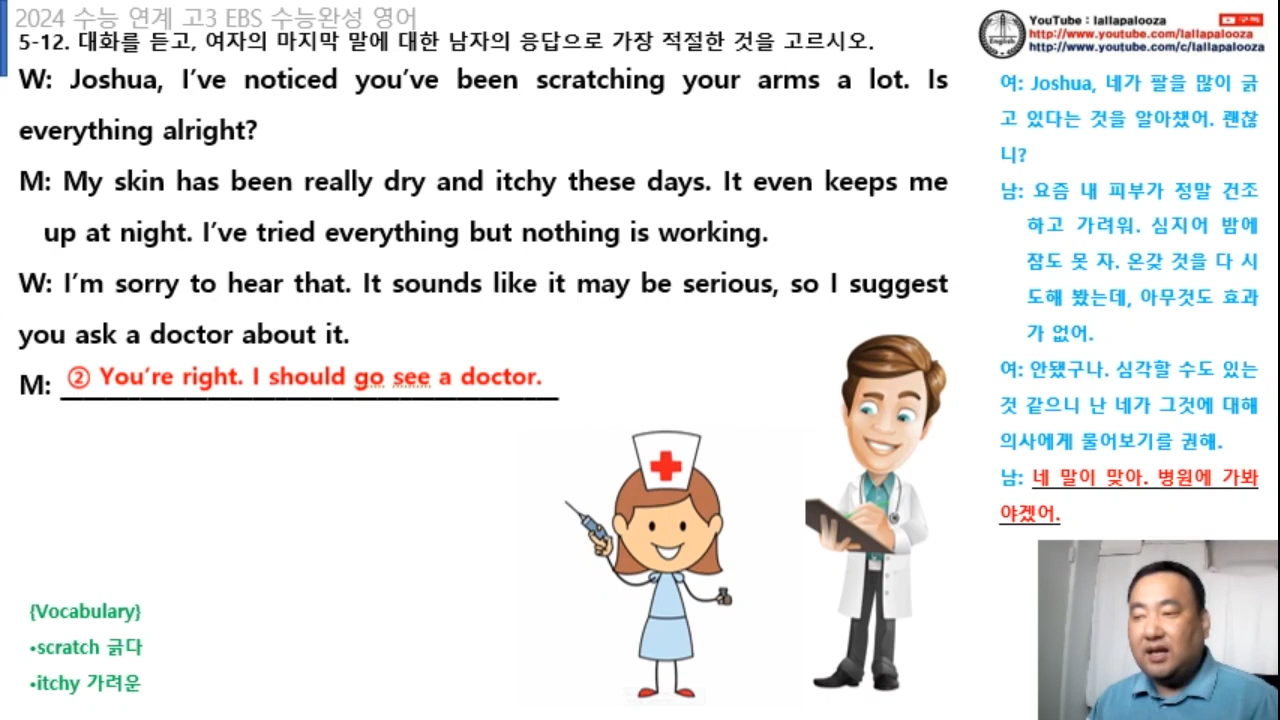 2024 수능 연계 고3 EBS 수능완성 영어
5-12. 대화를 듣고, 여자의 마지막 말에 대한 남자의 응답으로 가장 적절한 것을 고르시오.
W: Joshua, I’ve noticed you’ve been scratching your arms a lot. Is
everything alright?
M: My skin has been really dry and itchy these days. It even keeps me
up at night. I’ve tried everything but nothing is working.
W: I’m sorry to hear that. It sounds like it may be serious, so I suggest
you ask a doctor about it.
M: ② You’re right. I should go see a doctor.
{Vocabulary}
•scratch 긁다
•itchy 가려운
English
YouTube : lallapalooza
구독
http://www.youtube.com/lallapalooza
http://www.youtube.com/c/lallapalooza
여: Joshua, 네가 팔을 많이 긁
고 있다는 것을 알아챘어. 괜찮
니?
남: 요즘 내 피부가 정말 건조
하고 가려워. 심지어 밤에
잠도 못 자. 온갖 것을 다 시
도해 봤는데, 아무것도 효과
가 없어.
여: 안됐구나. 심각할 수도 있는
것 같으니 난 네가 그것에 대해
의사에게 물어보기를 권해.
남: 네 말이 맞아. 병원에 가봐
야겠어.